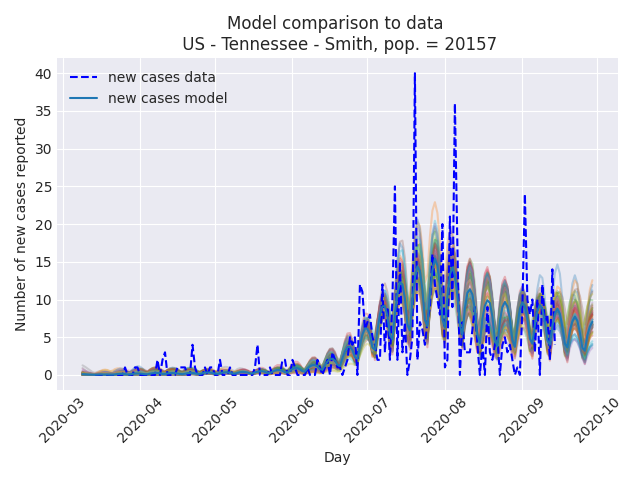 Model comparison to data
US - Tennessee - Smith, pop. = 20157
new cases data
new cases model
Number of new cases reported
40
35
30
25
20
15
10
5
0
2020-03
2020-04
2020-05
2020-06
2020-07
2020-08
2020-09
2020-10
Day